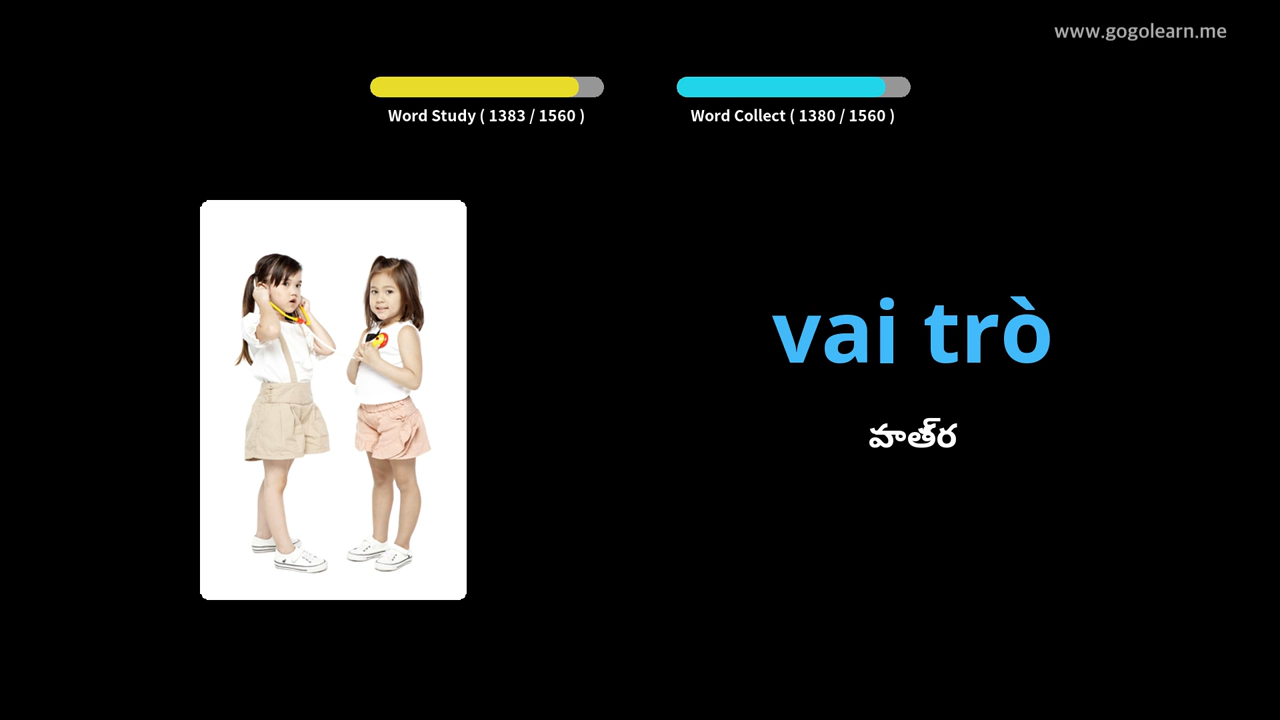 www.gogolearn.me
Word Study ( 1383 / 1560 )
Word Collect ( 1380 / 1560 )
vai trò
పాత్ర